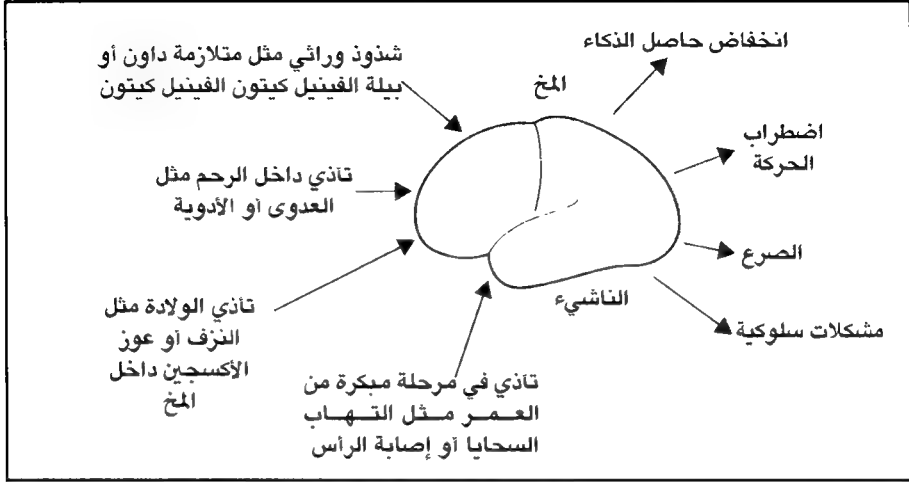 شذوذ وراثي مثل متلازمة داون أو
بيلة الفينيل كيتون الفينيل كيتون
انخفاض حاصل الذكاء
المخ
اضطراب
الحركة
تأذي داخل الرحم مثل
العدوى أو الأدوية
الصرع
تأذي الولادة مثل
النزف أو عوز
الأكسجين داخل
المخ
الناشيء
مشكلات سلوكية
تأذي في مرحلة مبكرة من
العمر مثل التهاب
السحايا أو إصابة الرأس